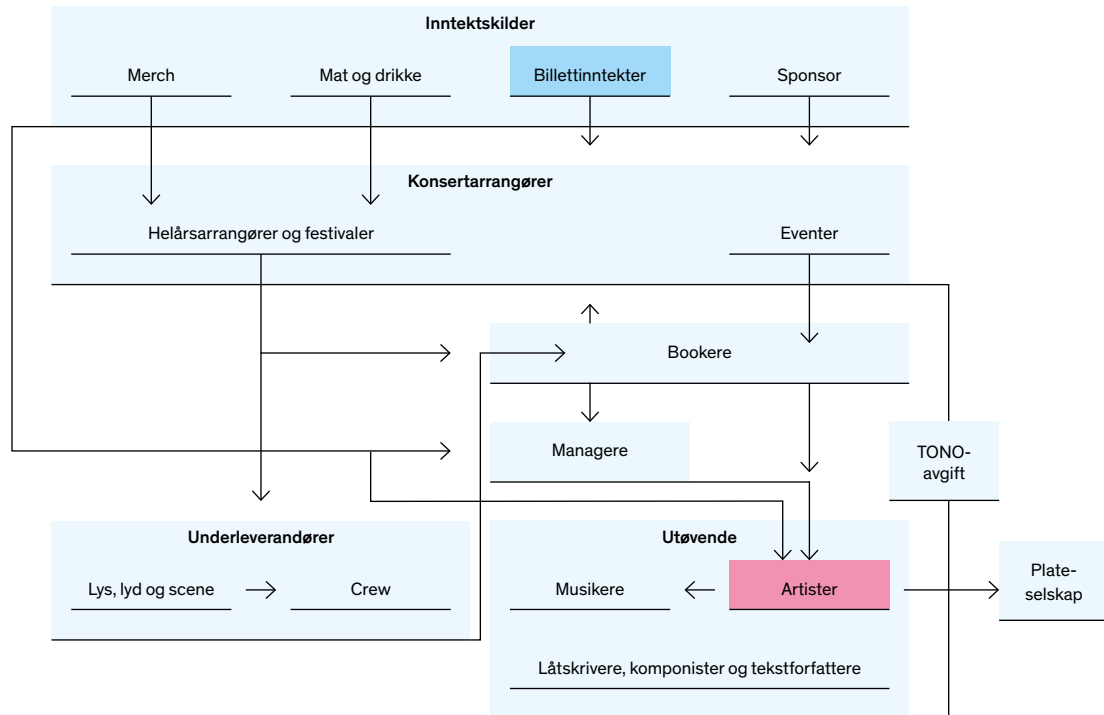 Inntektskilder
Merch
Mat og drikke
Billettinntekter
Sponsor
Konsertarrangører
Helårsarrangører og festivaler
Eventer
Bookere
Managere
TONO-
avgift
Underleverandører
Utøvende
Lys, lyd og scene
Crew
Musikere
Artister
Plate-
selskap
Låtskrivere, komponister og tekstforfattere